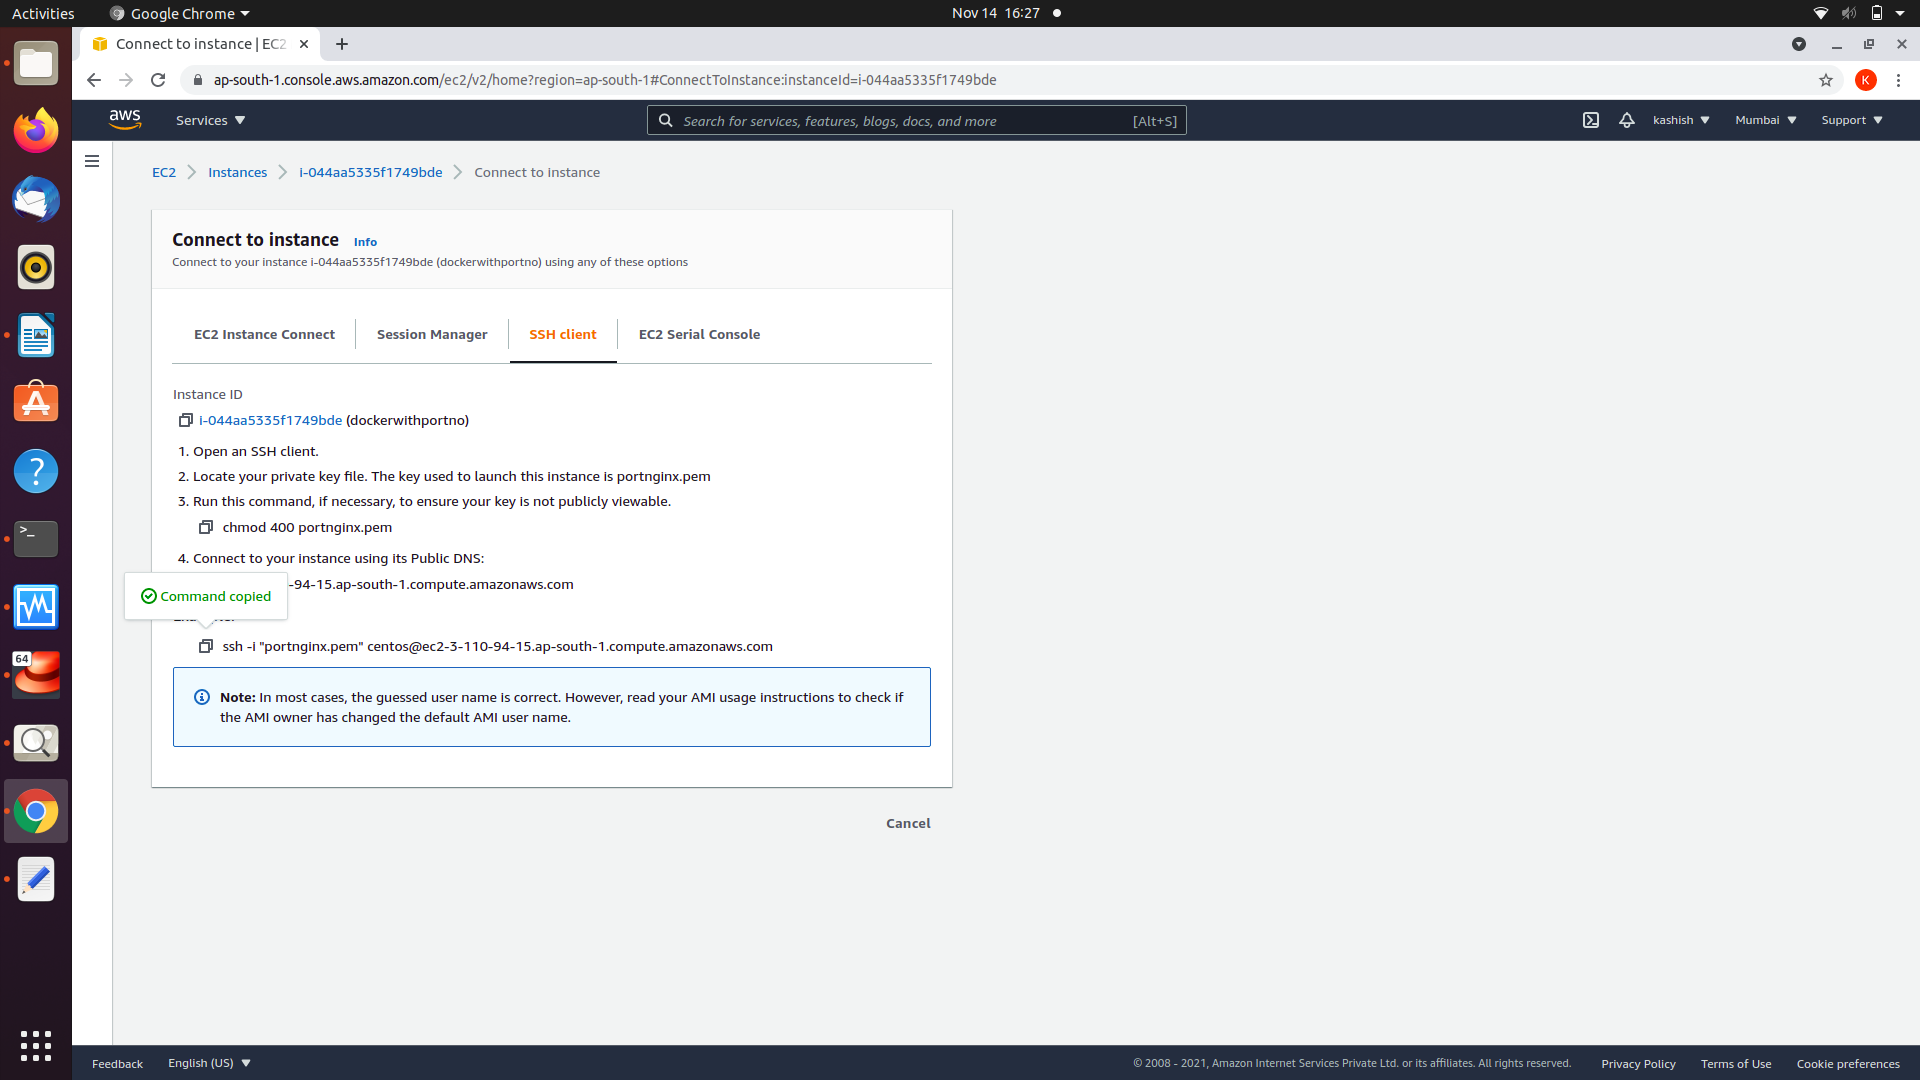 Activities
Google Chrome
Nov 14 16:27
Connect to instance | EC2
ap-south-1.console.aws.amazon.com/ec2/v2/home?region=ap-south-1#ConnectToInstance:instanceId=i-044aa5335f1749bde
K
aws
Services
Search for services, features, blogs, docs, and more
[Alt+S]
kashish
Mumbai
Support
EC2
Instances
i-044aa5335f1749bde
Connect to instance
Connect to instance Info
Connect to your instance i-044aa5335f1749bde (dockerwithportno) using any of these options
EC2 Instance Connect
Session Manager
SSH client
EC2 Serial Console
Instance ID
i-044aa5335f1749bde (dockerwithportno)
1. Open an SSH client.
2. Locate your private key file. The key used to launch this instance is portnginx.pem
3. Run this command, if necessary, to ensure your key is not publicly viewable.
chmod 400 portnginx.pem
4. Connect to your instance using its Public DNS:
-94-15.ap-south-1.compute.amazonaws.com
Command copied
ssh -i "portnginx.pem" centos@ec2-3-110-94-15.ap-south-1.compute.amazonaws.com
Note: In most cases, the guessed user name is correct. However, read your AMI usage instructions to check if
the AMI owner has changed the default AMI user name.
Cancel
64
>_
?
Feedback
English (US)
© 2008 - 2021, Amazon Internet Services Private Ltd. or its affiliates. All rights reserved.
Privacy Policy
Terms of Use
Cookie preferences